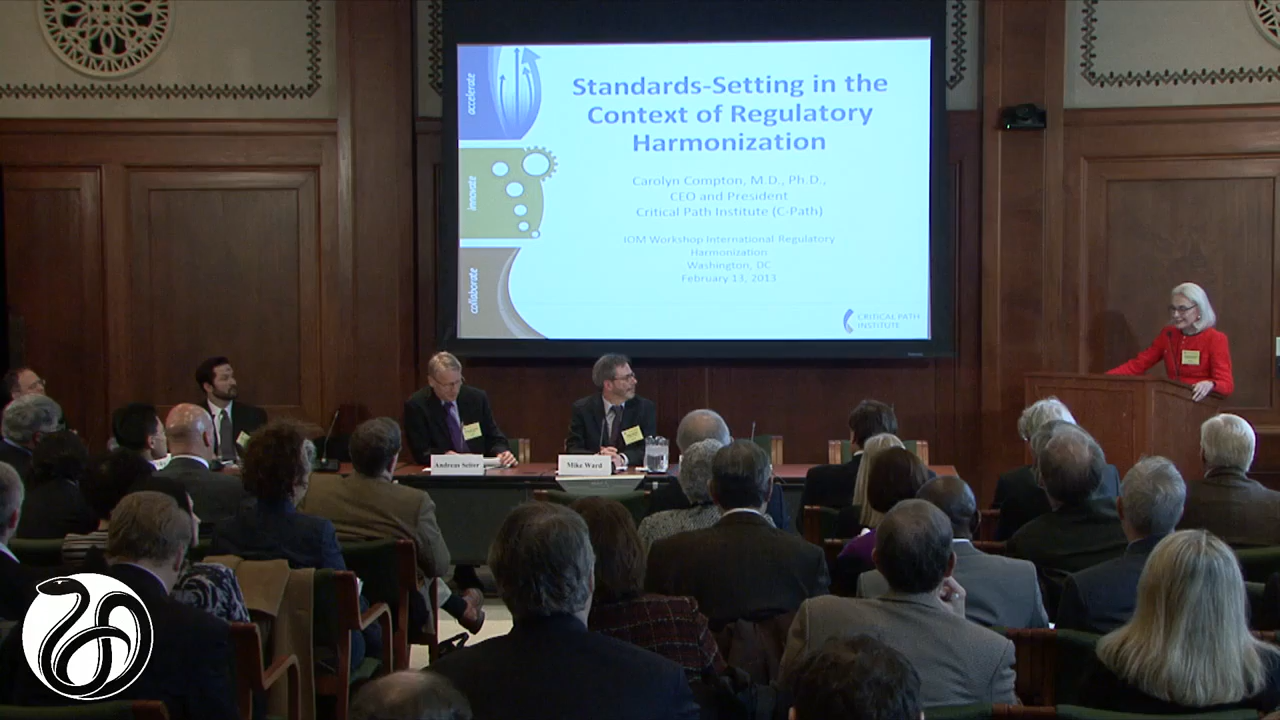 accelerate
innovate
collaborate
Standards-Setting in the
Context of Regulatory
Harmonization
Carolyn Compton, M.D., Ph.D.,
CEO and President
Critical Path Institute (C-Path)
IOM Workshop International Regulatory
Harmonization
Washington, DC
February 13, 2013
CRITICAL PATH
INSTITUTE
Andreas Seiter
Mike Ward